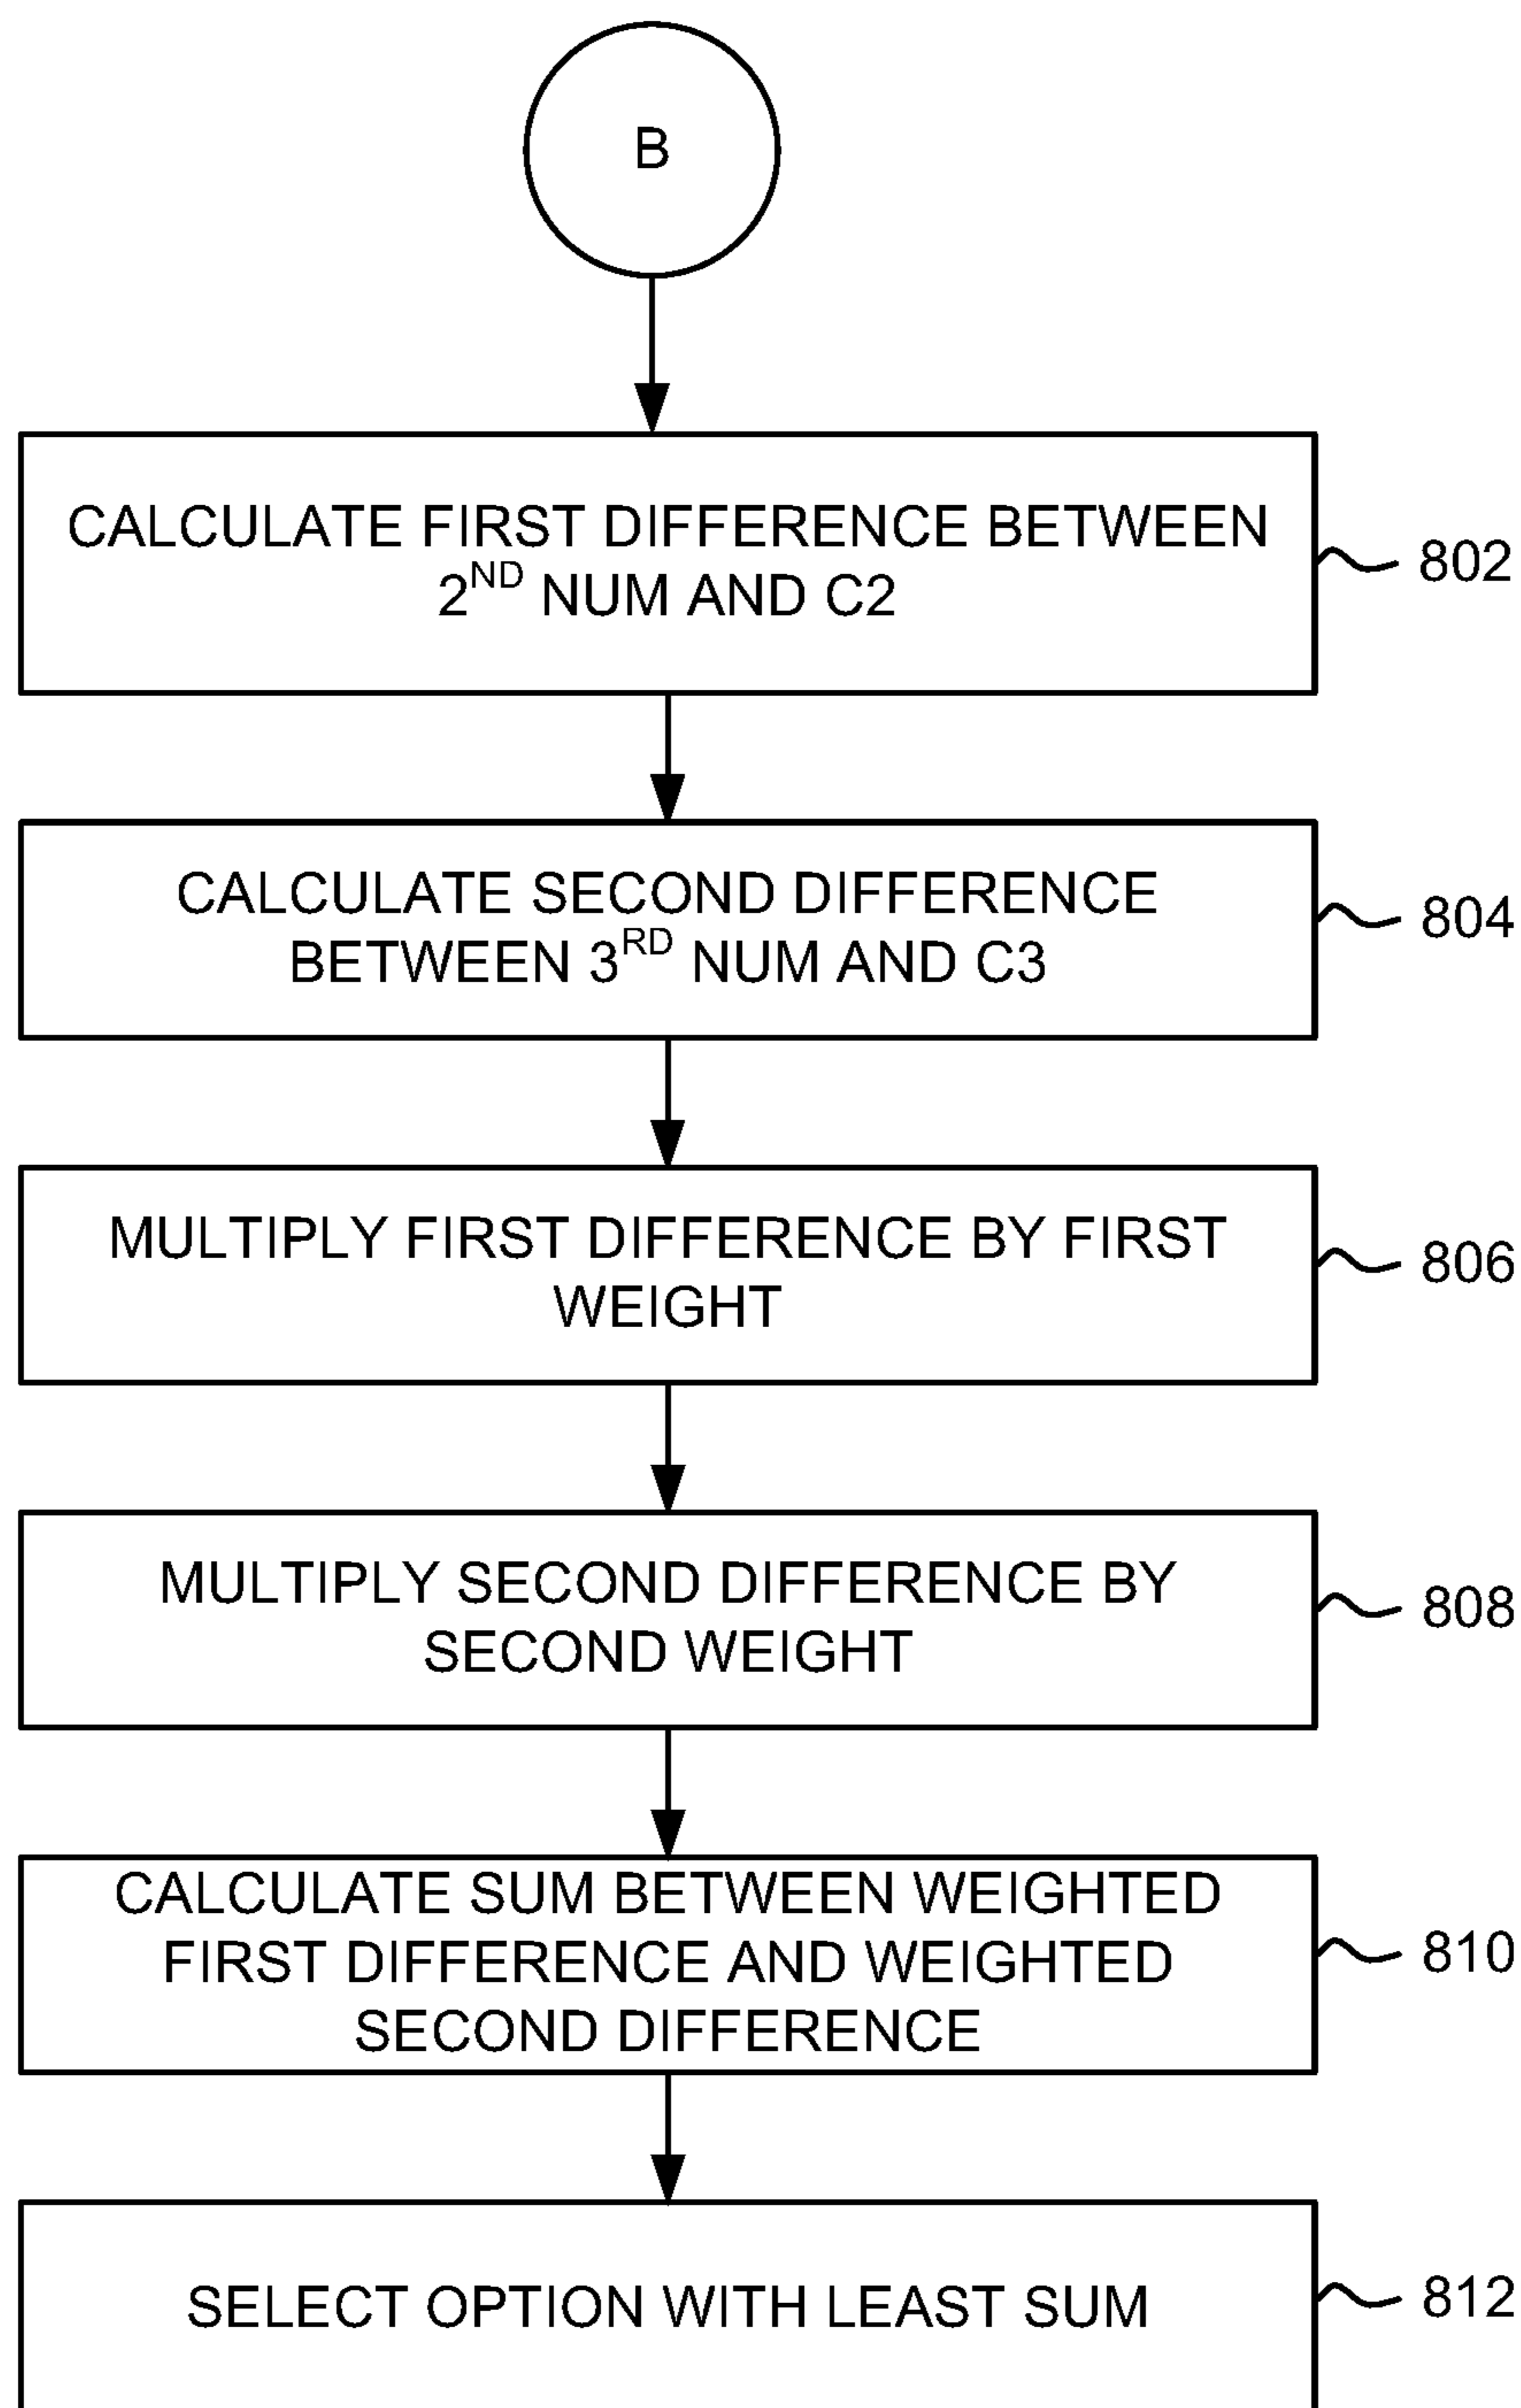 B
CALCULATE FIRST DIFFERENCE BETWEEN
2ND NUM AND C2
802
CALCULATE SECOND DIFFERENCE
BETWEEN 3RD NUM AND C3
804
MULTIPLY FIRST DIFFERENCE BY FIRST
WEIGHT
806
MULTIPLY SECOND DIFFERENCE BY
SECOND WEIGHT
808
CALCULATE SUM BETWEEN WEIGHTED
FIRST DIFFERENCE AND WEIGHTED
SECOND DIFFERENCE
810
SELECT OPTION WITH LEAST SUM
812